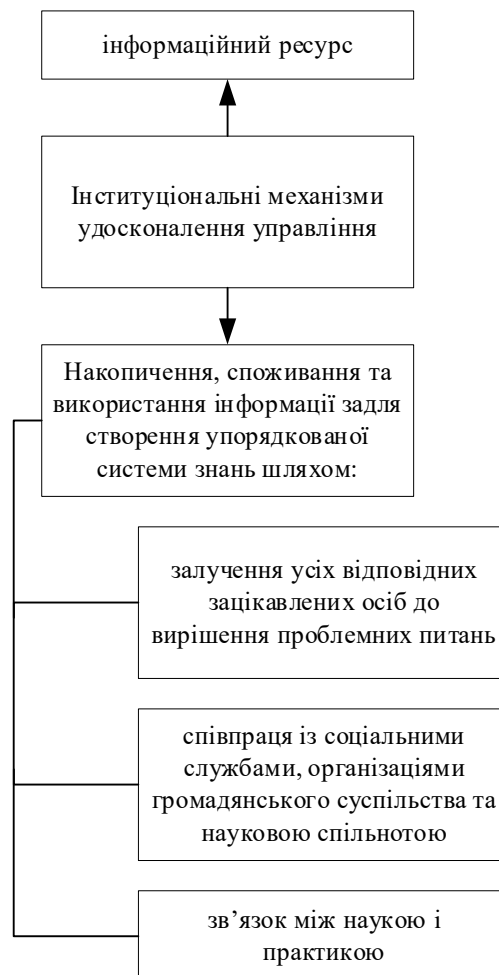 інформаційний ресурс
Інституціональні механізми
удосконалення управління
Накопичення, споживання та
використання інформації задля
створення упорядкованої
системи знань шляхом:
залучення усіх відповідних
зацікавлених осіб до
вирішення проблемних питань
співпраця із соціальними
службами, організаціями
громадянського суспільства та
науковою спільнотою
зв’язок між наукою і
практикою